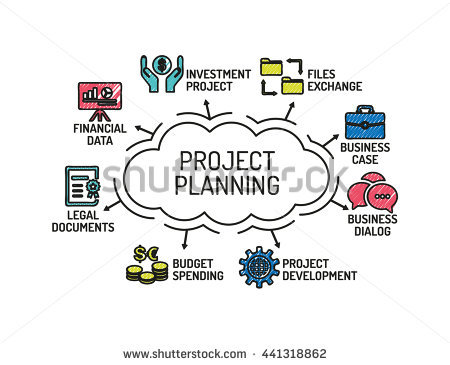 INVESTMENT
PROJECT
FILES
EXCHANGE
FINANCIAL
DATA
BUSINESS
CASE
PROJECT
PLANNING
shutterstock
LEGAL
DOCUMENTS
BUSINESS
DIALOG
BUDGET
SPENDING
PROJECT
DEVELOPMENT
www.shutterstock.com · 441318862